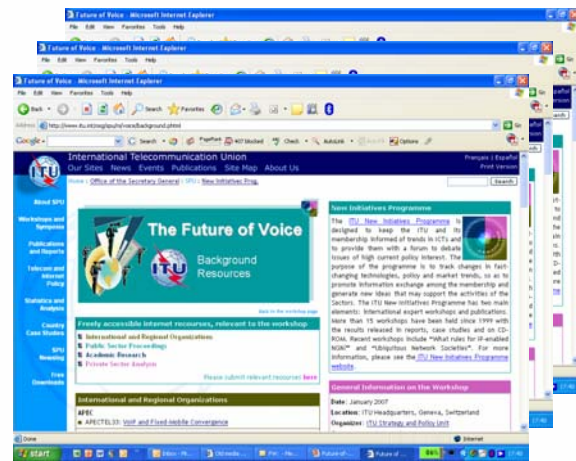 Future of Voice - Microsoft Internet Explorer
Future of Voice - Microsoft Internet Explorer
File Edit View Favorites Tools Help
Future of Voice - Microsoft Internet Explorer
File Edit View Favorites Tools Help
Back Search Favorites
Address http://www.itu.int/osg/spu/ni/voice/background.phtml Go
Google Search PageRank 407 blocked Check AutoLink Options
International Telecommunication Union
Français | Español
Our Sites News Events Publications Site Map About Us
Print Version
ITU
Home : Office of the Secretary General : SPU : New Initiatives Prog.
Search
About SPU
Workshops and Symposia
Publications and Reports
Telecom and Internet Policy
Statistics and Analysis
Country Case Studies
SPU Newslog
Free Downloads
The Future of Voice
ITU
Background
Resources
Back to the workshop page
Freely accessible internet recourses, relevant to the workshop
International and Regional Organizations
Public Sector Proceedings
Academic Research
Private Sector Analysis
Please submit relevant resources here
International and Regional Organizations
APEC
APECTEL33: VoIP and Fixed-Mobile Convergence
New Initiatives Programme
The ITU New Initiatives Programme is
designed to keep the ITU and its
membership informed of trends in ICTs and
to provide them with a forum to debate
issues of high current policy interest. The
purpose of the programme is to track changes in fast-
changing technologies, policy and market trends, so as to
promote information exchange among the membership and
generate new ideas that may support the activities of the
Sectors. The ITU New Initiatives Programme has two main
elements: International expert workshops and publications.
More than 15 workshops have been held since 1999 with
the results released in reports, case studies and on CD-
ROM. Recent workshops include "What rules for IP-enabled
NGN?" and "Ubiquitous Network Societies". For more
information, please see the ITU New Initiatives Programme
website.
General Information on the Workshop
Date: January 2007
Location: ITU Headquarters, Geneva, Switzerland
Organizer: ITU Strategy and Policy Unit
Done
Internet
start
Future of
86%
17:40
17:40
17:40